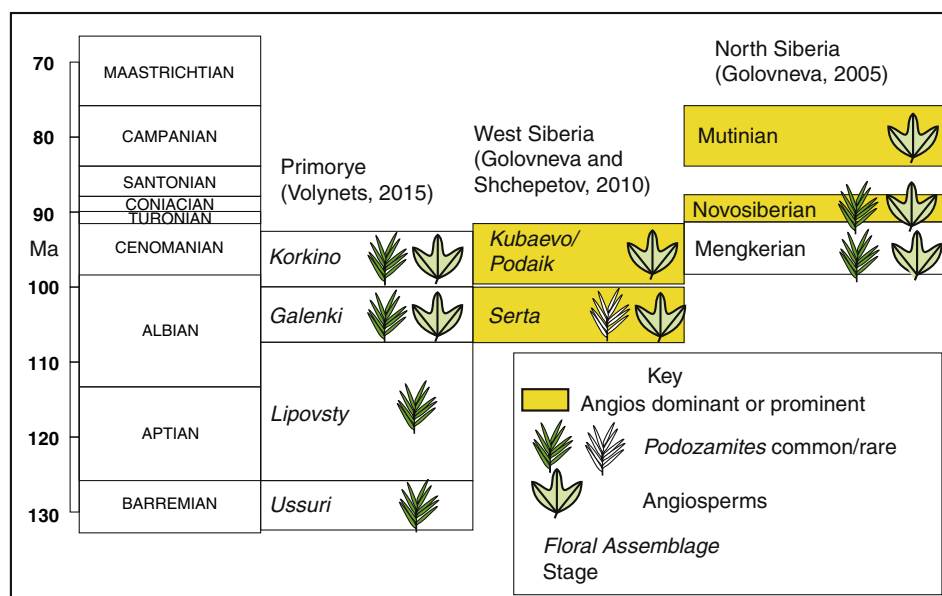 North Siberia
(Golovneva, 2005)
West Siberia
(Golovneva and
Shchepetov, 2010)
Primorye
(Volynets, 2015)
70
80
90
Ma
100
110
120
130
MAASTRICHTIAN
CAMPANIAN
SANTONIAN
CONIACIAN
TURONIAN
CENOMANIAN
ALBIAN
APTIAN
BARREMIAN
Korkino
Galenki
Lipovsty
Ussuri
Kubaevo/
Podaik
Serta
Mutinian
Novosiberian
Mengkerian
Key
Angios dominant or prominent
Podozamites common/rare
Angiosperms
Floral Assemblage
Stage